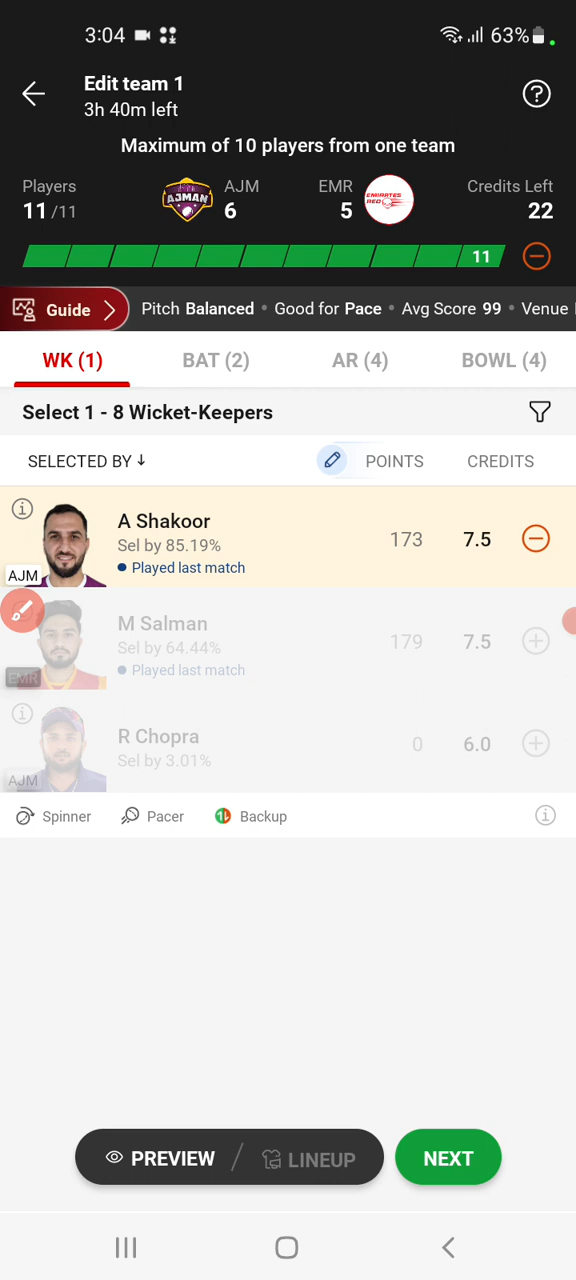 3:04 63%
Edit team 1
3h 40m left
Maximum of 10 players from one team
Players AJM EMR Credits Left
11/11 6 5 22
AJMAN
EMIRATES RED
11
Guide Pitch Balanced • Good for Pace • Avg Score 99 • Venue
WK (1) BAT (2) AR (4) BOWL (4)
Select 1 - 8 Wicket-Keepers
SELECTED BY ↓ POINTS CREDITS
A Shakoor
Sel by 85.19% 173 7.5
AJM Played last match
M Salman
Sel by 64.44% 179 7.5
EMR Played last match
R Chopra 0 6.0
Sel by 3.01%
AJM
Spinner Pacer Backup
PREVIEW / LINEUP NEXT